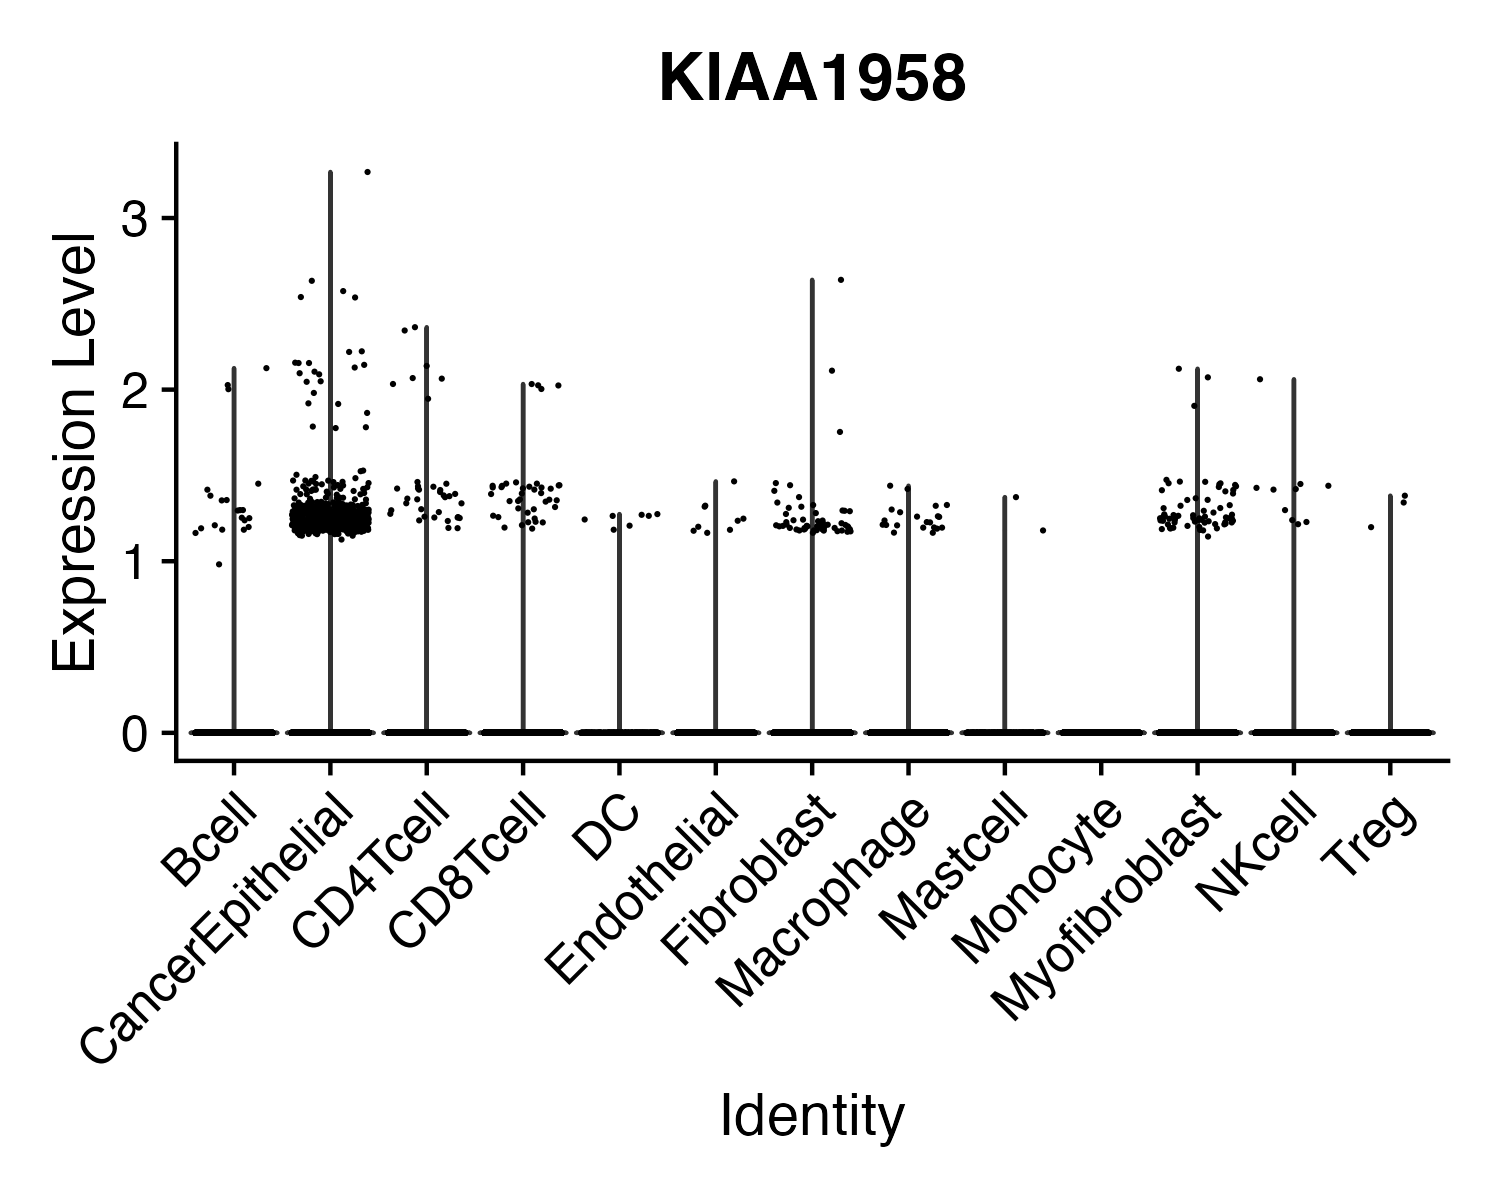 KIAA1958
Expression Level
3
2
1
0
Bcell
CancerEpithelial
CD4Tcell
CD8Tcell
DC
Endothelial
Fibroblast
Macrophage
Mastcell
Monocyte
Myofibroblast
NKcell
Treg
Identity